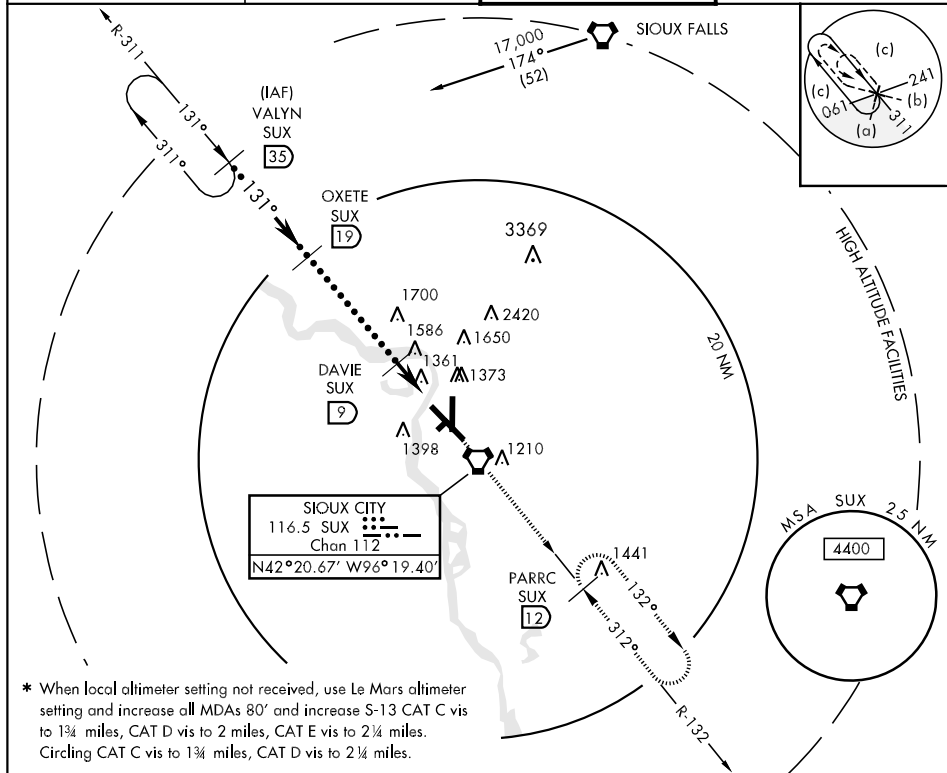 R-311
131°
311°
(IAF)
VALYN
SUX
35
131°
OXETE
SUX
19
17,000
174°
(52)
SIOUX FALLS
(c)
(c)
241
(b)
061
(a)
311
3369
1700
2420
1586
1650
1361
1373
DAVIE
SUX
9
1398
1210
20 NM
HIGH ALTITUDE FACILITIES
SIOUX CITY
116.5 SUX
Chan 112
N42°20.67' W96°19.40'
PARRC
SUX
12
1441
132°
312°
R-132
MSA SUX 25 NM
4400
* When local altimeter setting not received, use Le Mars altimeter
setting and increase all MDAs 80' and increase S-13 CAT C vis
to 1¾ miles, CAT D vis to 2 miles, CAT E vis to 2¼ miles.
Circling CAT C vis to 1¾ miles, CAT D vis to 2¼ miles.